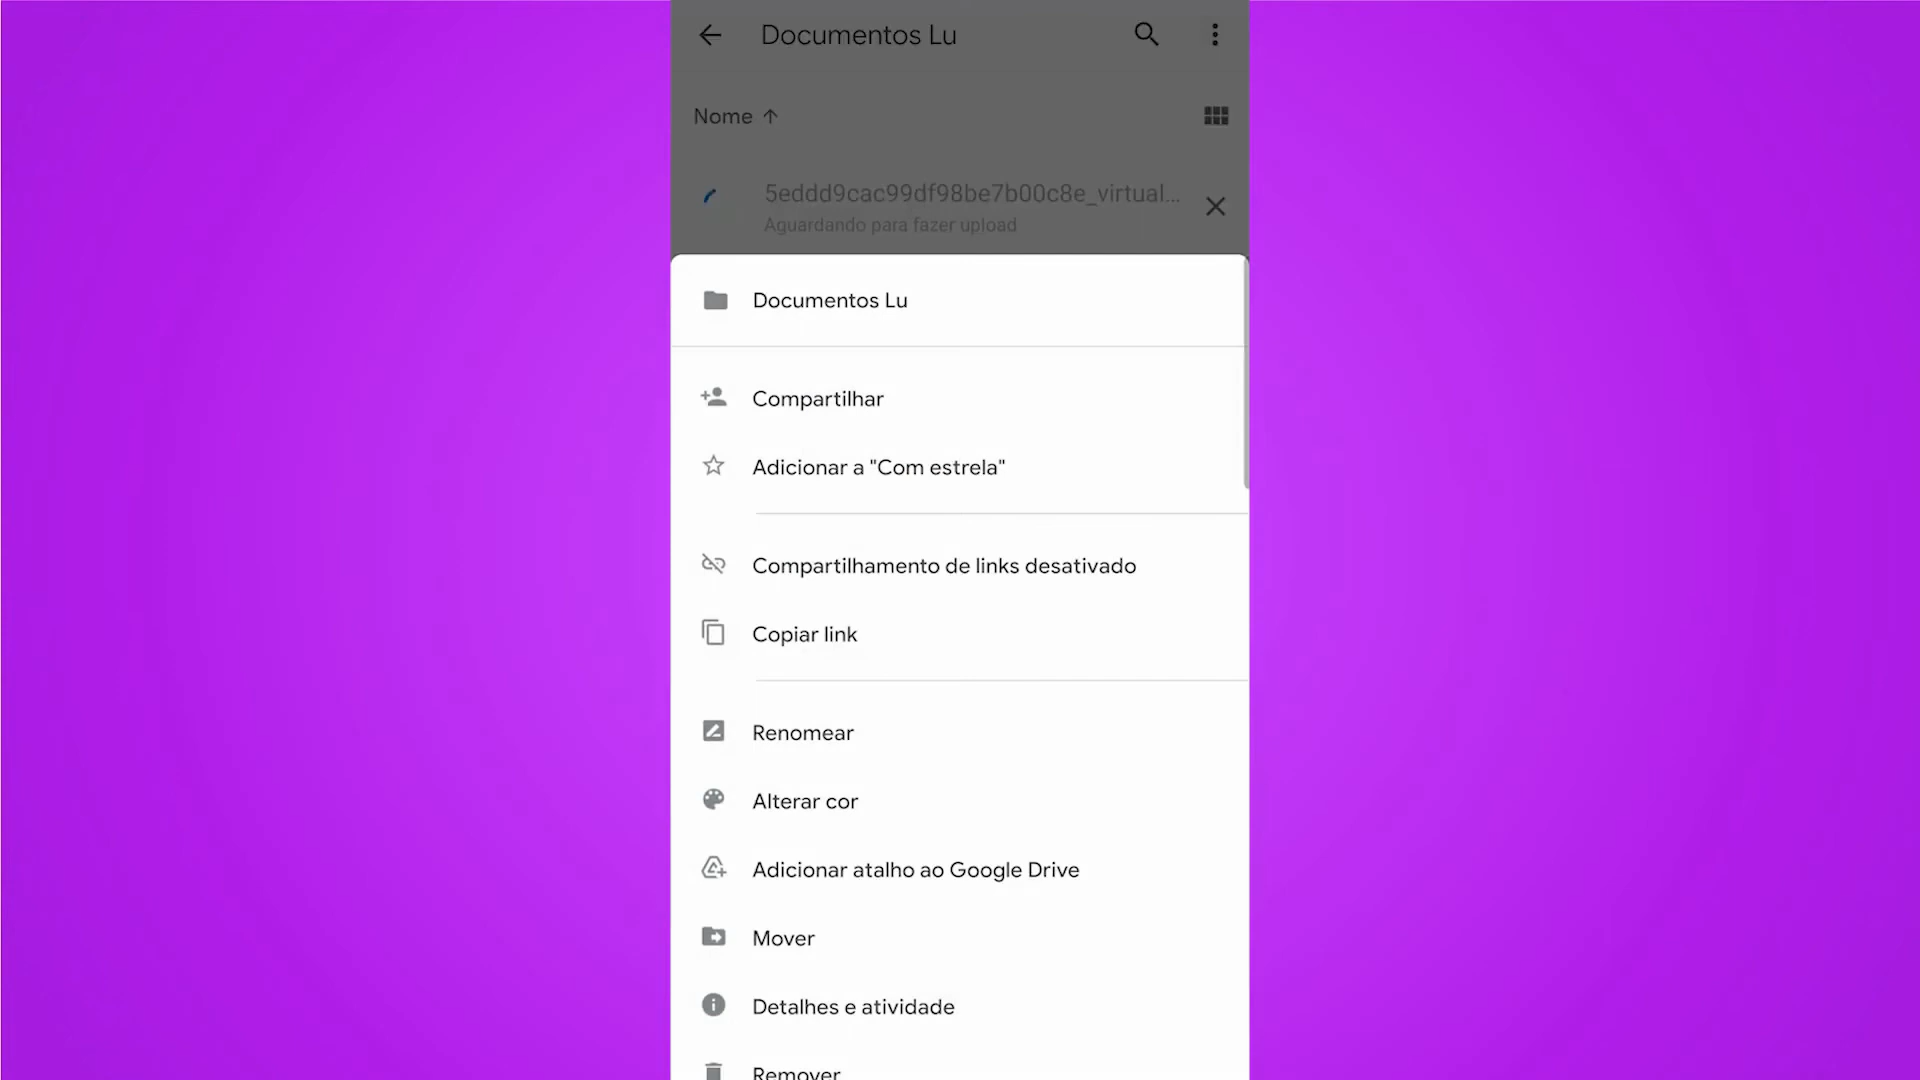 Documentos Lu
Nome
5eddd9cac99df98be7b00c8e_virtual...
Aguardando para fazer upload
Documentos Lu
Compartilhar
Adicionar a "Com estrela"
Compartilhamento de links desativado
Copiar link
Renomear
Alterar cor
Adicionar atalho ao Google Drive
Mover
Detalhes e atividade
Remover